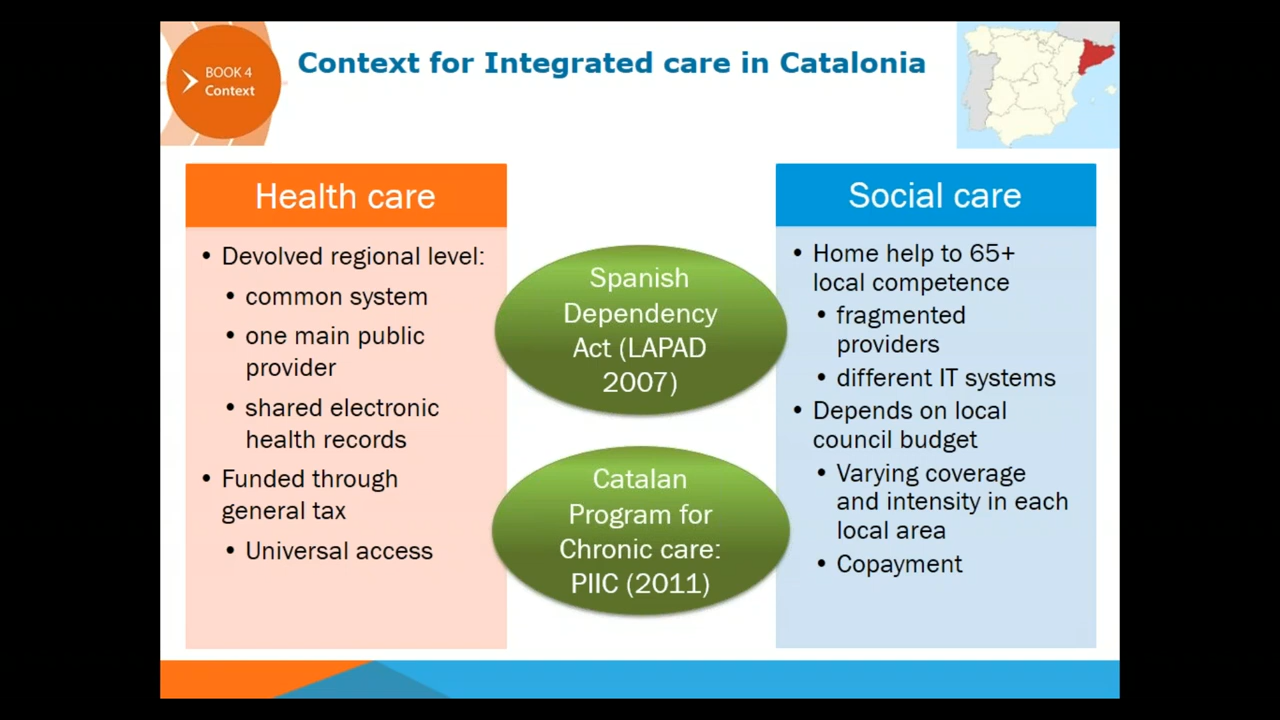 BOOK 4
Context
Context for Integrated care in Catalonia
Health care
• Devolved regional level:
• common system
• one main public
provider
• shared electronic
health records
• Funded through
general tax
• Universal access
Spanish
Dependency
Act (LAPAD
2007)
Catalan
Program for
Chronic care:
PIIC (2011)
Social care
• Home help to 65+
local competence
• fragmented
providers
• different IT systems
• Depends on local
council budget
• Varying coverage
and intensity in each
local area
• Copayment